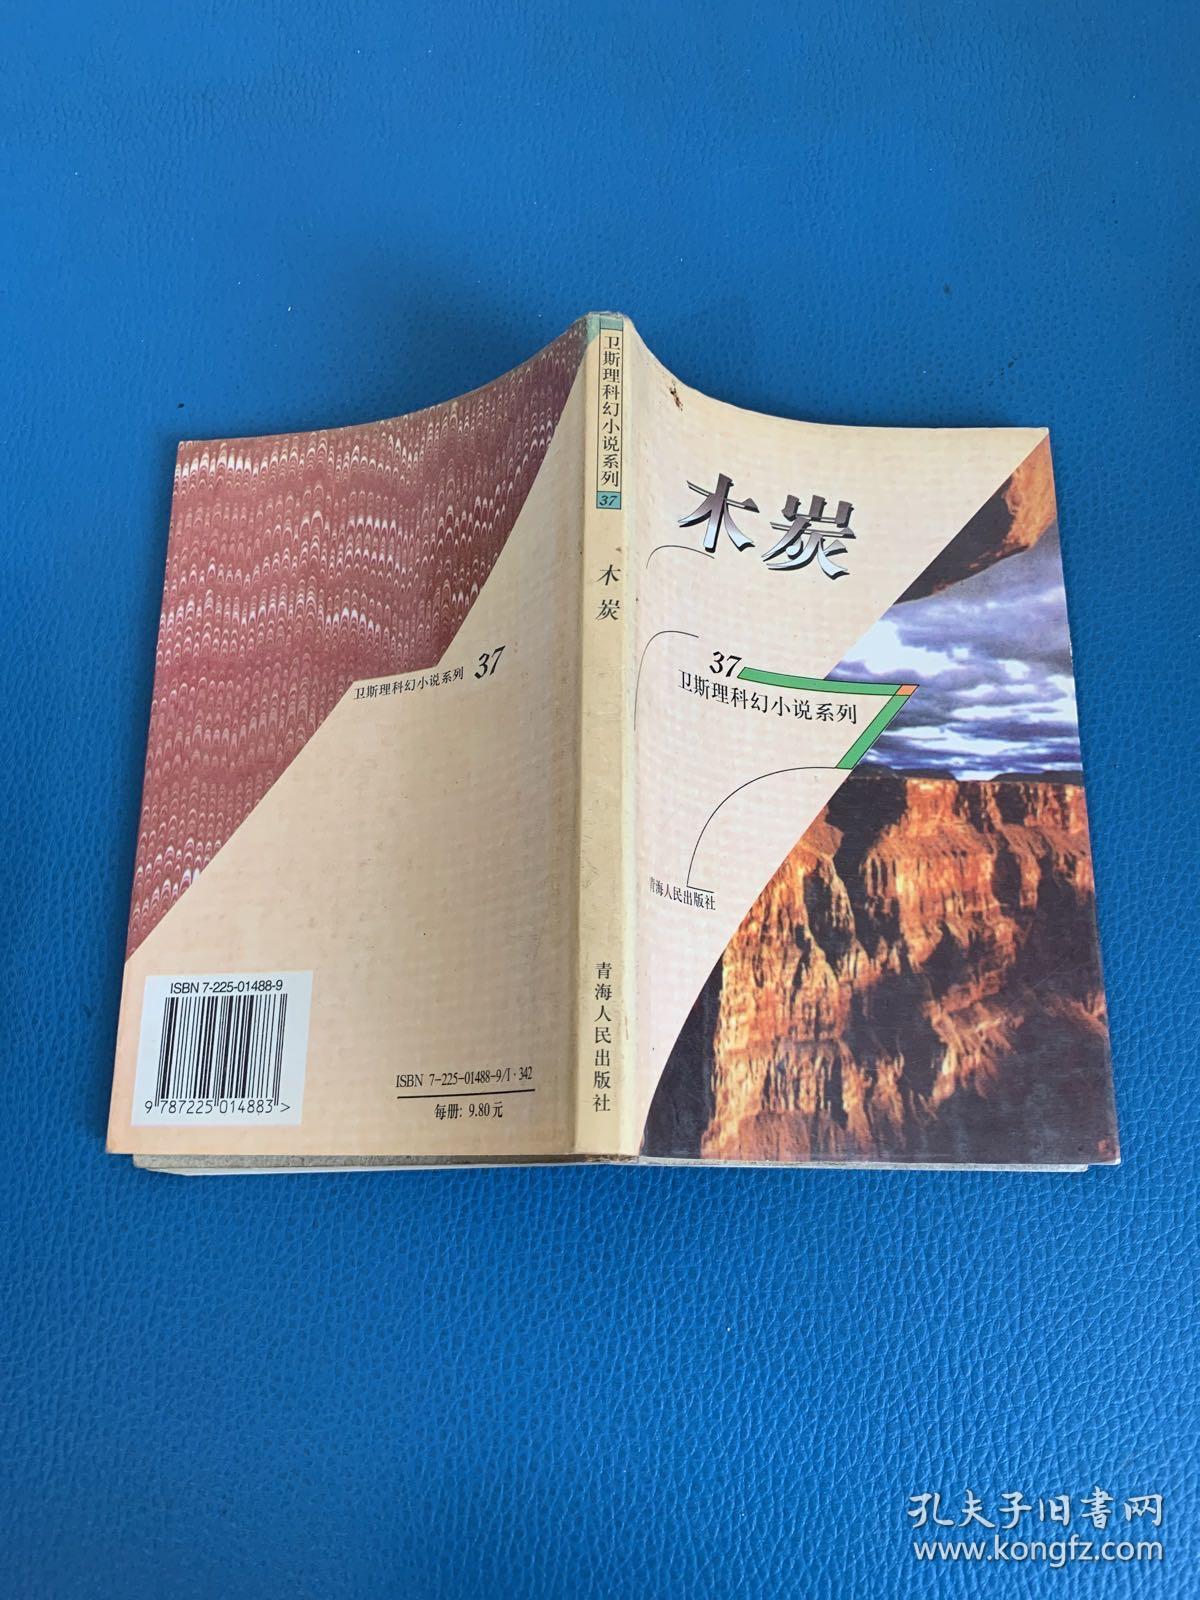 卫斯理科幻小说系列 37
ISBN 7-225-01488-9
9 787225 014883 >
ISBN 7-225-01488-9/I·342
每册: 9.80元
卫斯理科幻小说系列
37
木炭
青海人民出版社
木炭
37
卫斯理科幻小说系列
青海人民出版社
孔夫子旧书网
www.kongfz.com